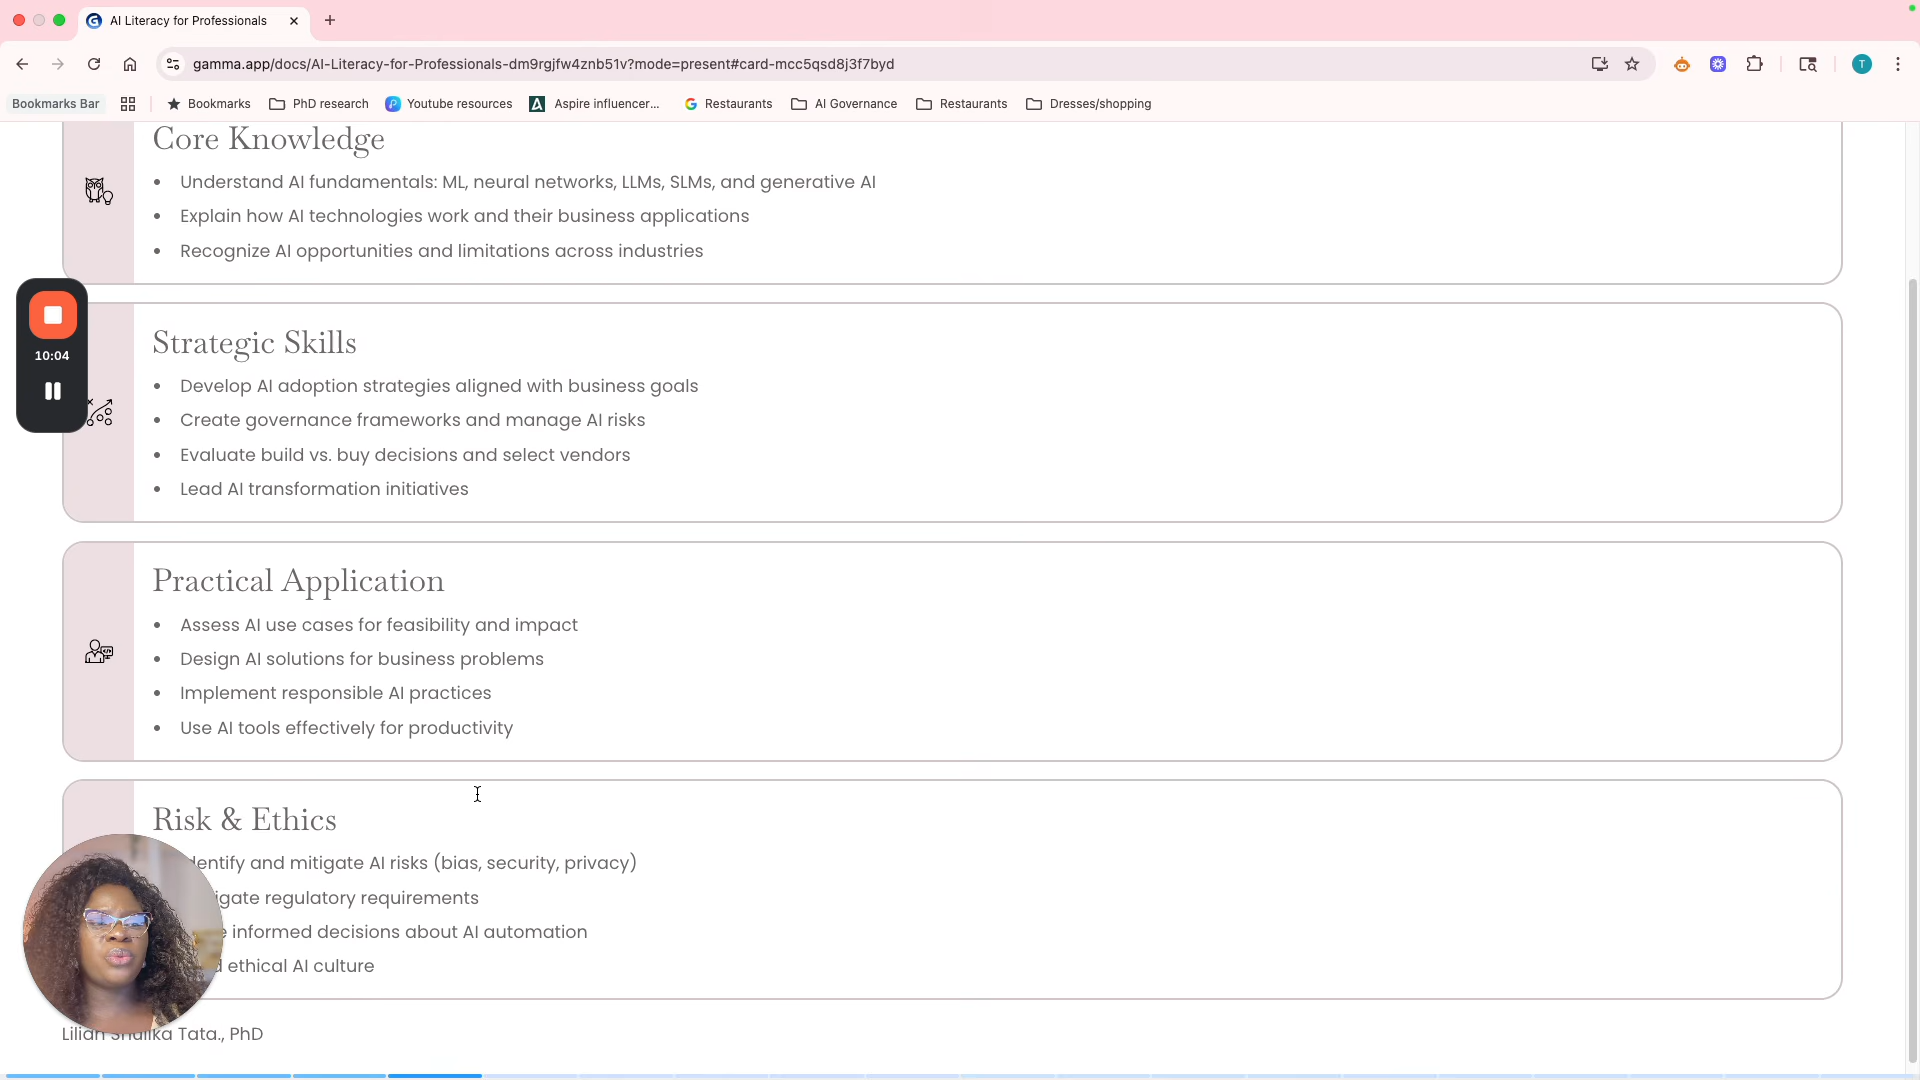 AI Literacy for Professionals
gamma.app/docs/AI-Literacy-for-Professionals-dm9rgjfw4znb51v?mode=present#card-mcc5qsd8j3f7byd
T
Bookmarks Bar
Bookmarks
PhD research
Youtube resources
Aspire influencer...
Restaurants
AI Governance
Restaurants
Dresses/shopping
Core Knowledge
• Understand AI fundamentals: ML, neural networks, LLMs, SLMs, and generative AI
• Explain how AI technologies work and their business applications
• Recognize AI opportunities and limitations across industries
10:04
Strategic Skills
• Develop AI adoption strategies aligned with business goals
• Create governance frameworks and manage AI risks
• Evaluate build vs. buy decisions and select vendors
• Lead AI transformation initiatives
Practical Application
• Assess AI use cases for feasibility and impact
• Design AI solutions for business problems
• Implement responsible AI practices
• Use AI tools effectively for productivity
Risk & Ethics
and mitigate AI risks (bias, security, privacy)
regulatory requirements
informed decisions about AI automation
ethical AI culture
Lilian Tata., PhD